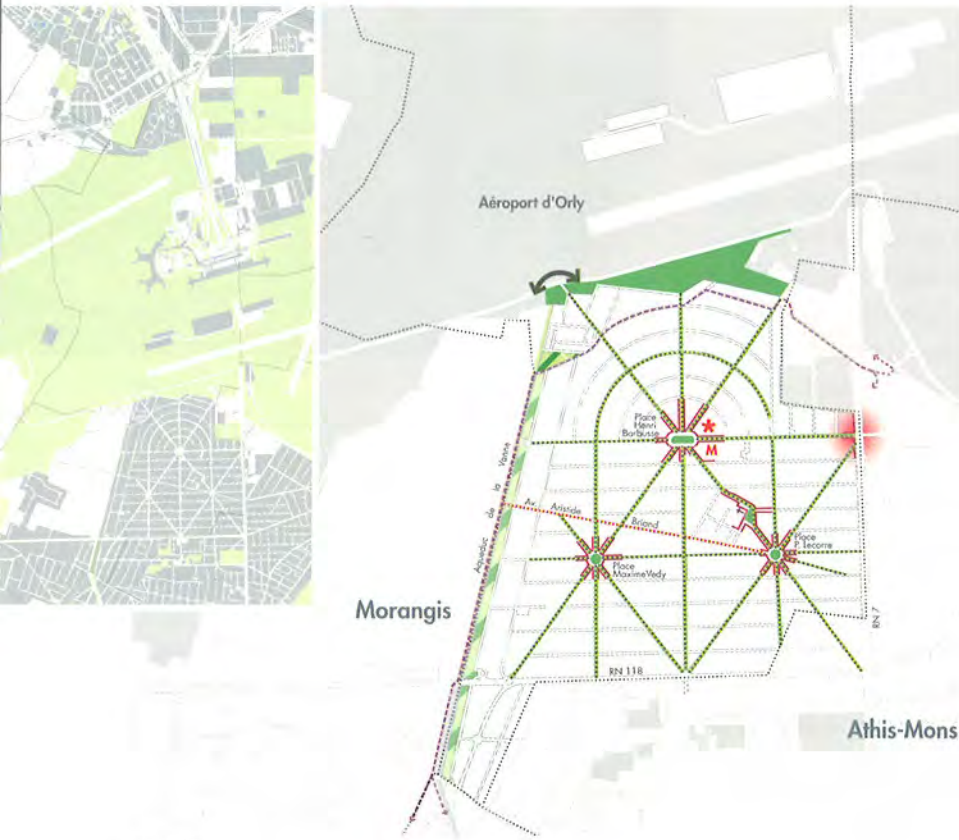 Aéroport d'Orly
Place
Henri
Barbusse
*
M
Aqueduc de la Vanne
Av. Aristide Briand
Place
Maxime Vedy
Place
P. Lecorre
Morangis
RN 7
RN 118
Athis-Mons